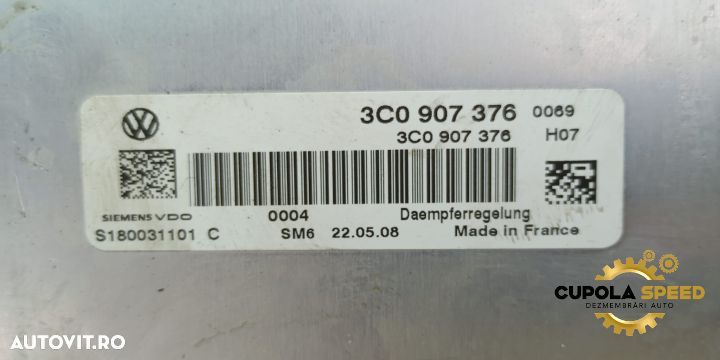 3C0 907 376 0069
3C0 907 376 H07
SIEMENS VDO 0004 Daempferregelung
S180031101 C SM6 22.05.08 Made in France
CUPOLA SPEED
DEZMEMBRĂRI AUTO
AUTOVIT.RO